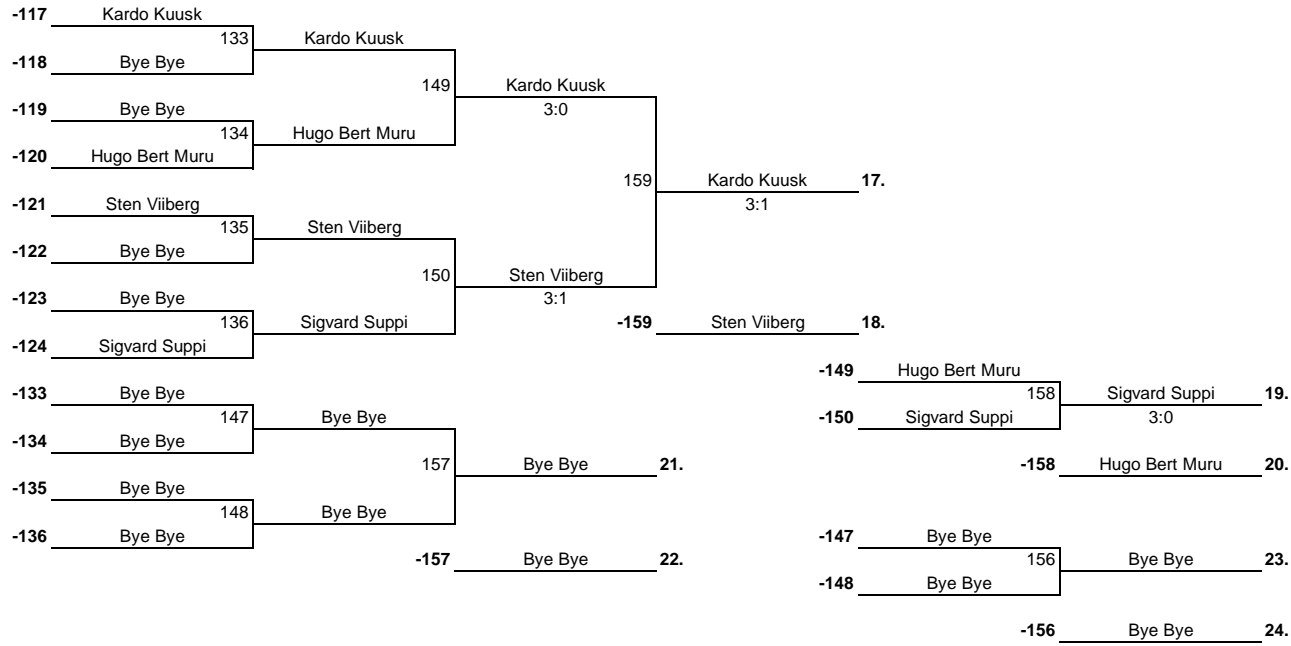 -117 Kardo Kuusk
133 Kardo Kuusk
-118 Bye Bye
149 Kardo Kuusk
-119 Bye Bye
3:0
134 Hugo Bert Muru
-120 Hugo Bert Muru
159 Kardo Kuusk 17.
-121 Sten Viiberg
3:1
135 Sten Viiberg
-122 Bye Bye
150 Sten Viiberg
-123 Bye Bye
3:1
136 Sigvard Suppi
-159 Sten Viiberg 18.
-124 Sigvard Suppi
-149 Hugo Bert Muru
-133 Bye Bye
158 Sigvard Suppi 19.
147 Bye Bye
-150 Sigvard Suppi
3:0
-134 Bye Bye
157 Bye Bye 21.
-158 Hugo Bert Muru 20.
-135 Bye Bye
148 Bye Bye
-136 Bye Bye
-147 Bye Bye
-157 Bye Bye 22.
156 Bye Bye 23.
-148 Bye Bye
-156 Bye Bye 24.